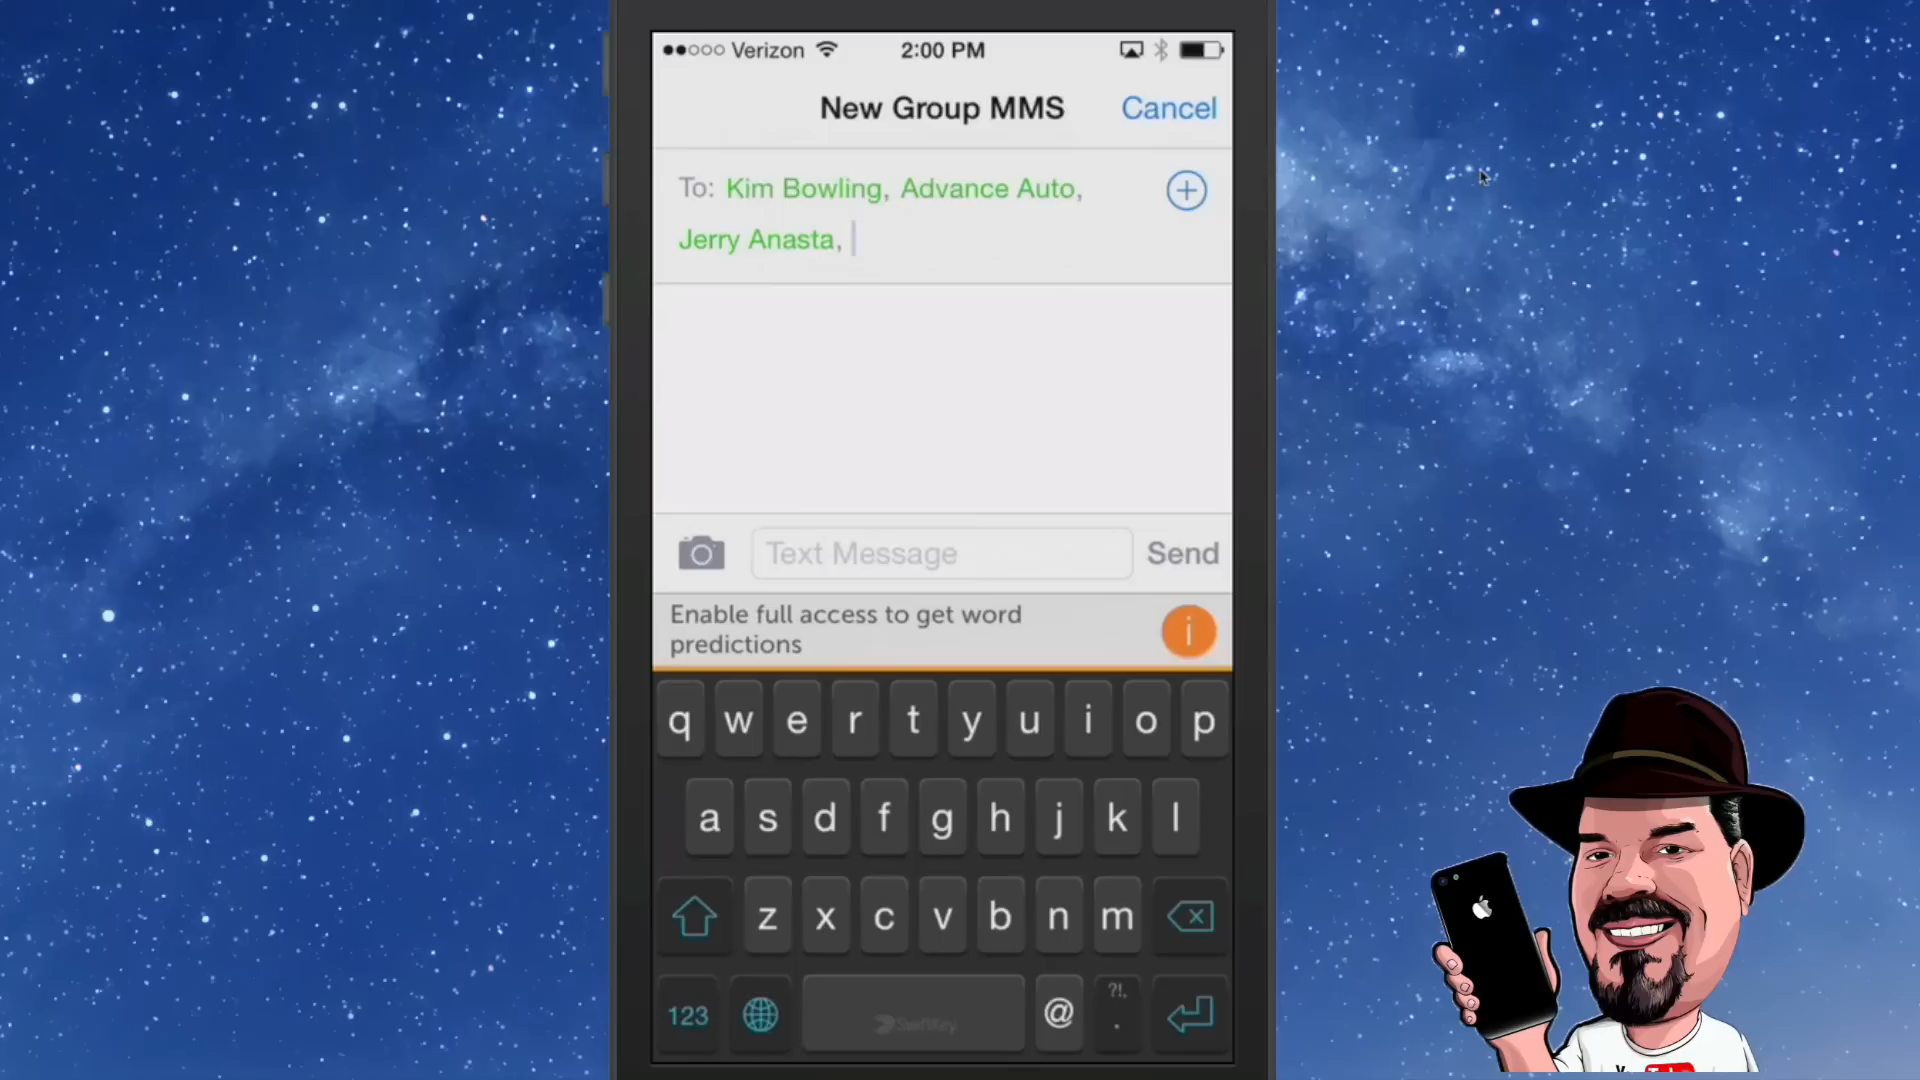 Verizon 2:00 PM
New Group MMS Cancel
To: Kim Bowling, Advance Auto,
Jerry Anasta,
Text Message Send
Enable full access to get word
predictions
i
q w e r t y u i o p
a s d f g h j k l
z x c v b n m
123 SwiftKey @ ?!, .